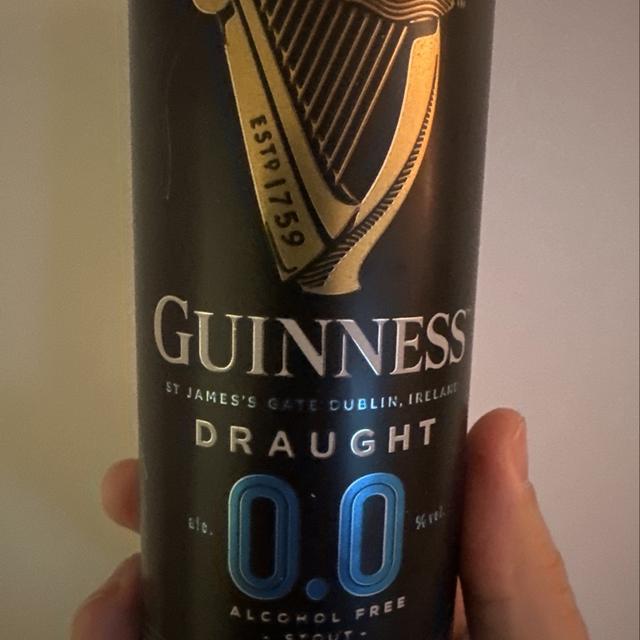 ESTD 1759
GUINNESS
ST JAMES'S GATE DUBLIN, IRELAND
DRAUGHT
alc. 0.0 % vol.
ALCOHOL FREE
- STOUT -